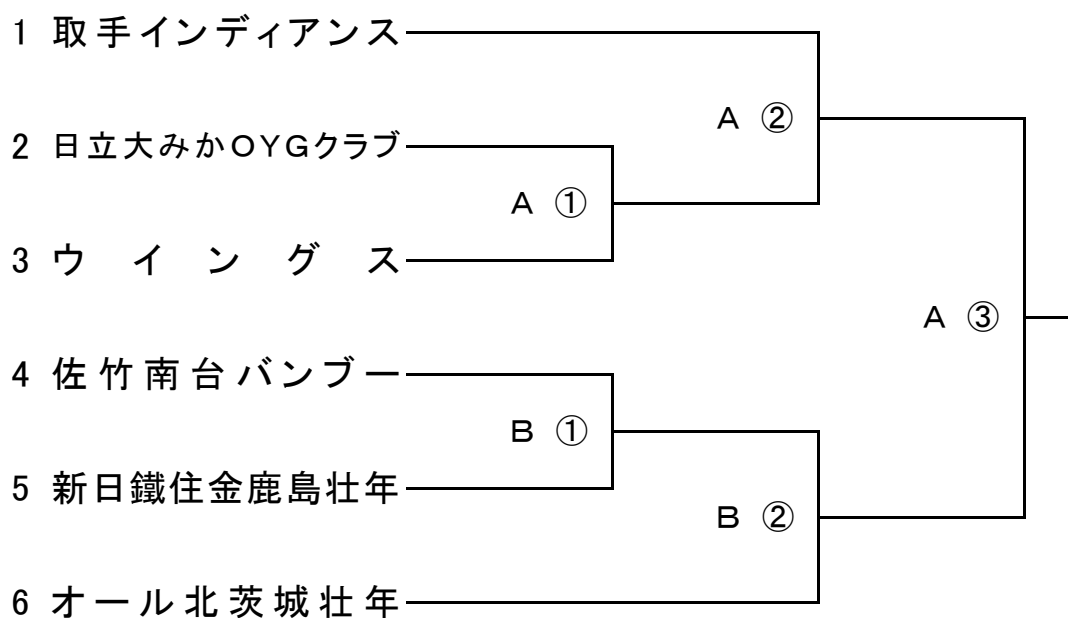 1 取手インディアンス
A ②
2 日立大みかOYGクラブ
A ①
3 ウイングス
A ③
4 佐竹南台バンブー
B ①
5 新日鐵住金鹿島壮年
B ②
6 オール北茨城壮年